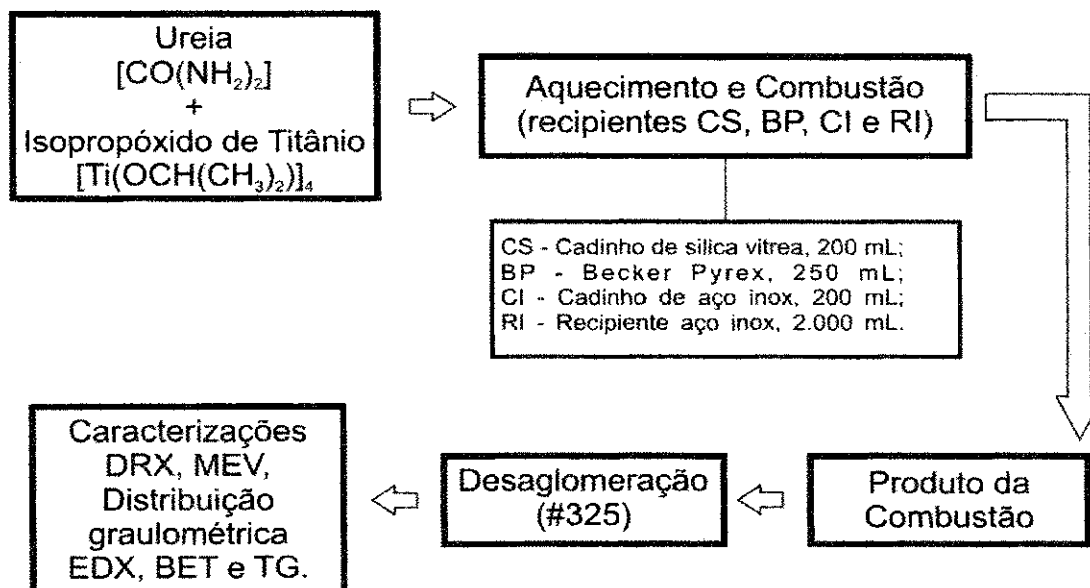 Ureia
[CO(NH₂)₂]
+
Isopropóxido de Titânio
[Ti(OCH(CH₃)₂)]₄
Aquecimento e Combustão
(recipientes CS, BP, CI e RI)
CS - Cadinho de silica vitrea, 200 mL;
BP - Becker Pyrex, 250 mL;
CI - Cadinho de aço inox, 200 mL;
RI - Recipiente aço inox, 2.000 mL.
Produto da
Combustão
Desaglomeração
(#325)
Caracterizações
DRX, MEV,
Distribuição
graulométrica
EDX, BET e TG.